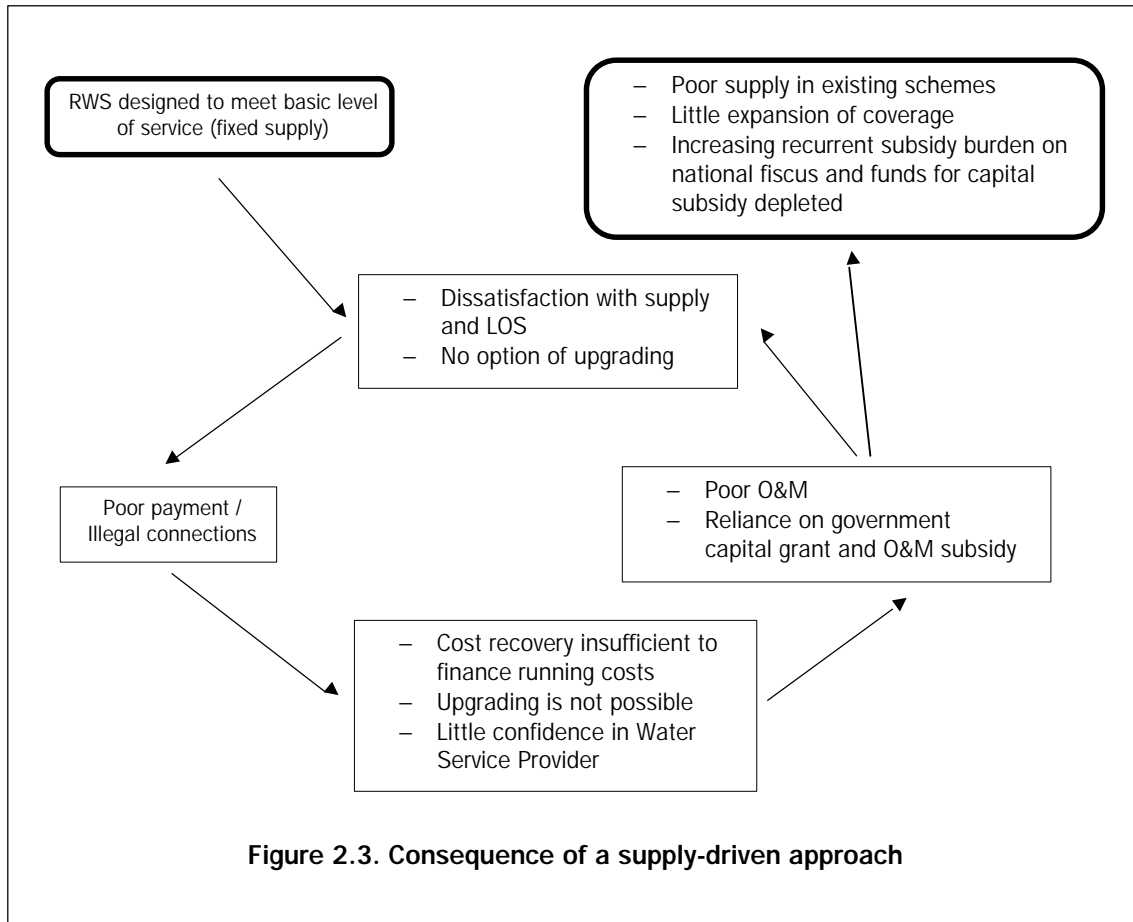 RWS designed to meet basic level
of service (fixed supply)
– Poor supply in existing schemes
– Little expansion of coverage
– Increasing recurrent subsidy burden on
national fiscus and funds for capital
subsidy depleted
– Dissatisfaction with supply
and LOS
– No option of upgrading
Poor payment /
Illegal connections
– Poor O&M
– Reliance on government
capital grant and O&M subsidy
– Cost recovery insufficient to
finance running costs
– Upgrading is not possible
– Little confidence in Water
Service Provider
Figure 2.3. Consequence of a supply-driven approach